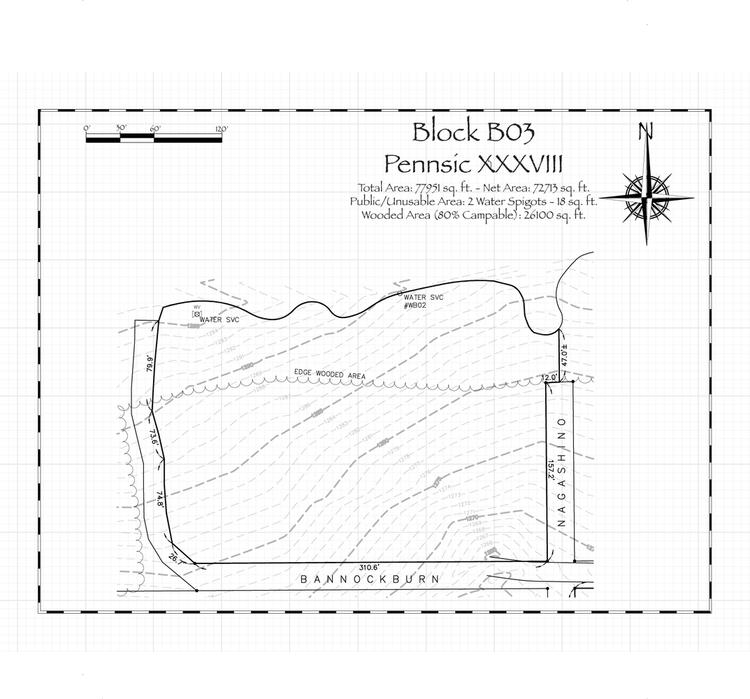 0' 30' 60' 120'
Block B03
Pennsic XXXVIII
N
Total Area: 77951 sq. ft. - Net Area: 72713 sq. ft.
Public/Unusable Area: 2 Water Spigots - 18 sq. ft.
Wooded Area (80% Campable): 26100 sq. ft.
WATER SVC
#WB02
WV
WATER SVC
79.6'
47.0'±
EDGE WOODED AREA
12.0'
73.6'
157.2'
NAGASHINO
74.8'
1270
26.7'
310.6'
BANNOCKBURN